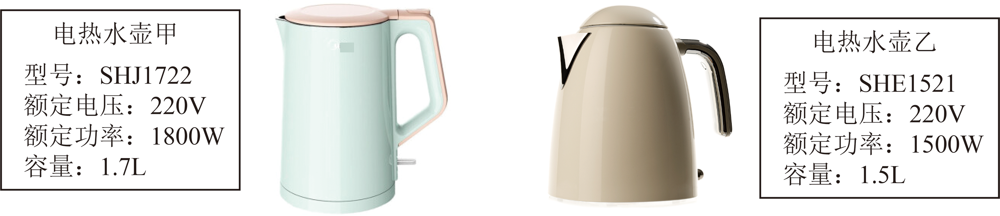 电热水壶甲
型号：SHJ1722
额定电压：220V
额定功率：1800W
容量：1.7L
电热水壶乙
型号：SHE1521
额定电压：220V
额定功率：1500W
容量：1.5L